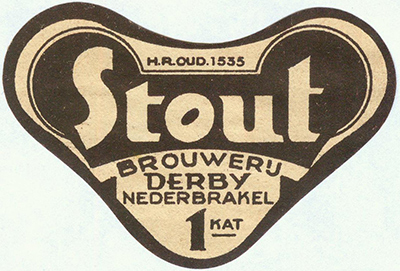 H.R.OUD.1535
Stout
BROUWERIJ
DERBY
NEDERBRAKEL
1 KAT